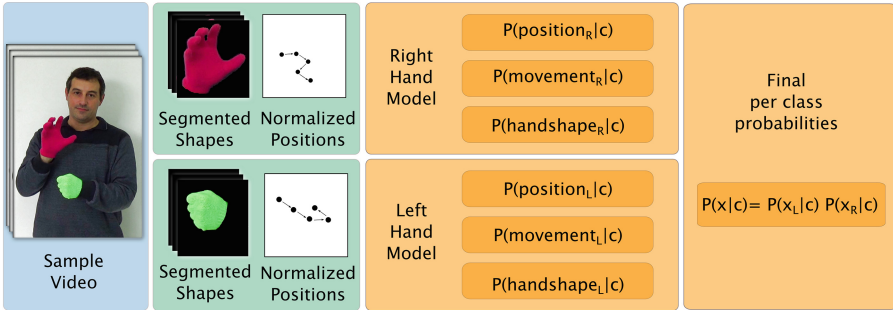 Sample
Video
Segmented
Shapes
Normalized
Positions
Right
Hand
Model
P(position_R|c)
P(movement_R|c)
P(handshape_R|c)
Segmented
Shapes
Normalized
Positions
Left
Hand
Model
P(position_L|c)
P(movement_L|c)
P(handshape_L|c)
Final
per class
probabilities
P(x|c)= P(x_L|c) P(x_R|c)